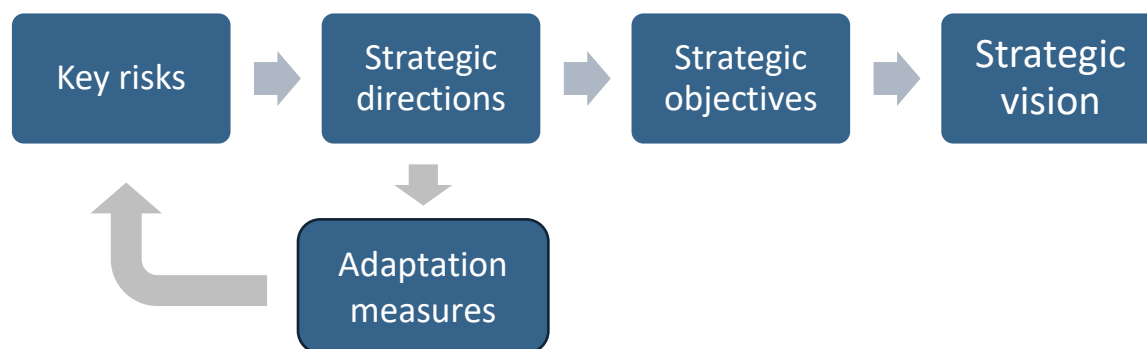 Key risks
Strategic
directions
Strategic
objectives
Strategic
vision
Adaptation
measures